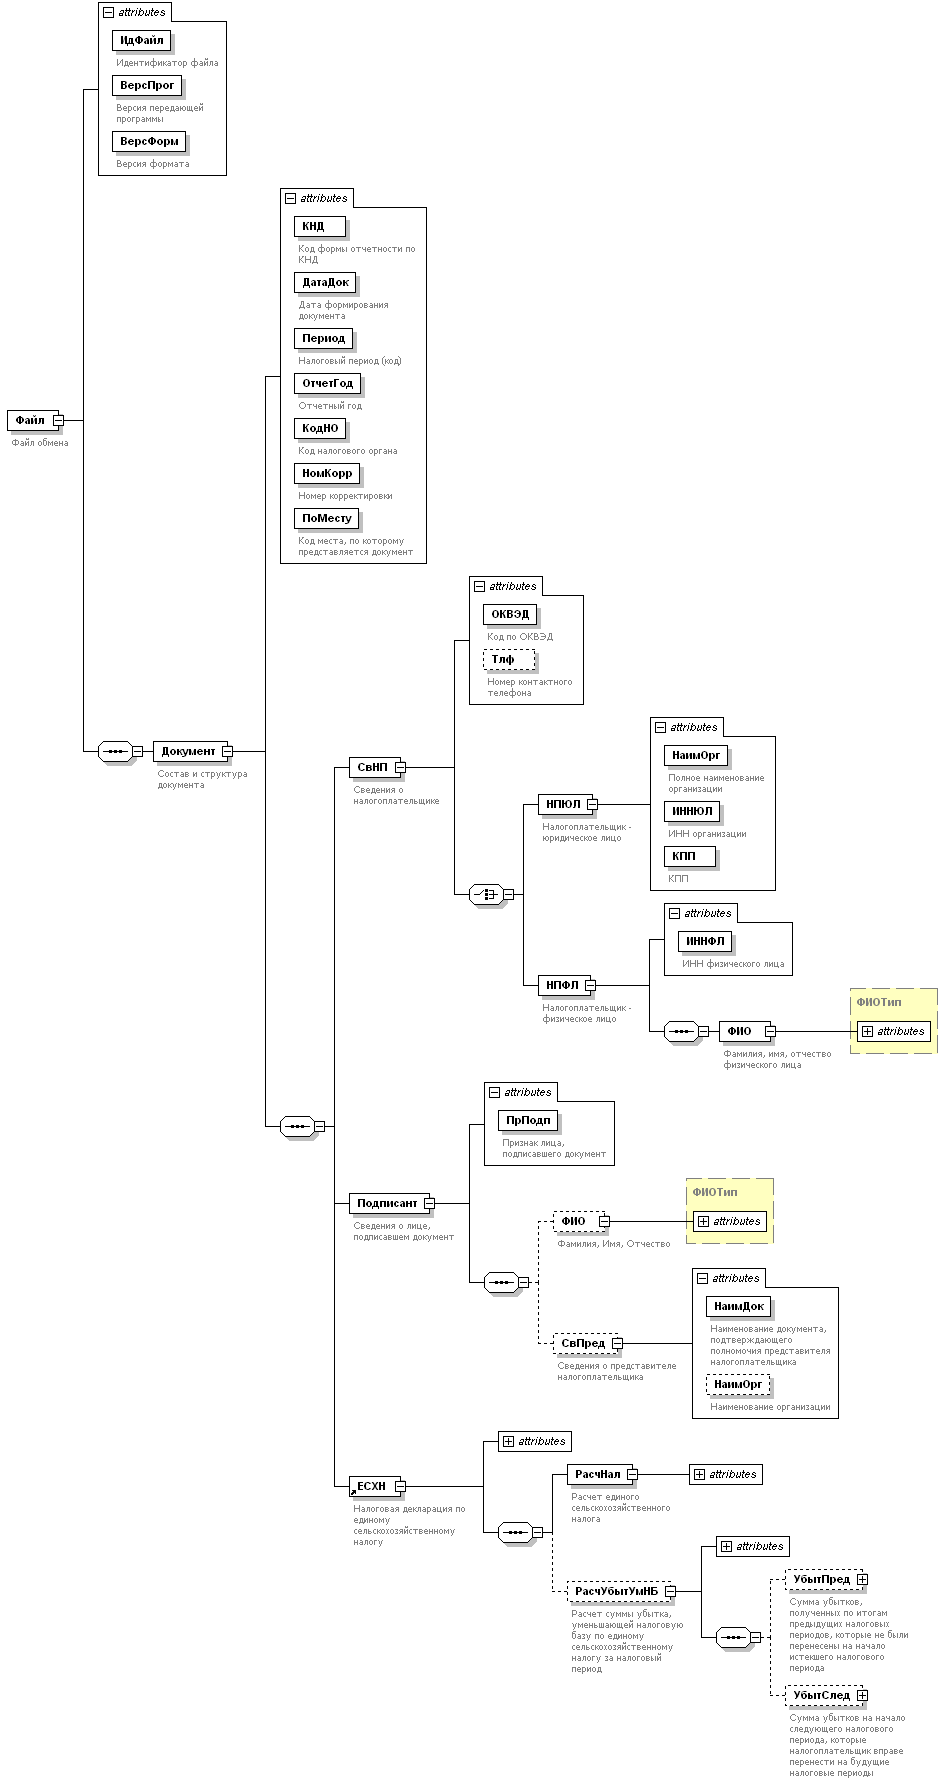 attributes
ИдФайл
Идентификатор файла
ВерсПрог
Версия передающей
программы
ВерсФорм
Версия формата
attributes
КНД
Код формы отчетности по
КНД
ДатаДок
Дата формирования
документа
Период
Налоговый период (код)
ОтчетГод
Отчетный год
КодНО
Код налогового органа
НомКорр
Номер корректировки
ПоМесту
Код места, по которому
представляется документ
Файл
Файл обмена
attributes
ОКВЭД
Код по ОКВЭД
Тлф
Номер контактного
телефона
Документ
Состав и структура
документа
СвНП
Сведения о
налогоплательщике
attributes
НаимОрг
Полное наименование
организации
ИННЮЛ
ИНН организации
КПП
КПП
НПЮЛ
Налогоплательщик -
юридическое лицо
attributes
ИННФЛ
ИНН физического лица
НПФЛ
Налогоплательщик -
физическое лицо
ФИОТип
attributes
ФИО
Фамилия, имя, отчество
физического лица
attributes
ПрПодп
Признак лица,
подписавшего документ
Подписант
Сведения о лице,
подписавшем документ
ФИОТип
attributes
ФИО
Фамилия, Имя, Отчество
attributes
НаимДок
Наименование документа,
подтверждающего
полномочия представителя
налогоплательщика
НаимОрг
Наименование организации
СвПред
Сведения о представителе
налогоплательщика
attributes
ЕСХН
Налоговая декларация по
единому
сельскохозяйственному
налогу
РасчНал
Расчет единого
сельскохозяйственного
налога
attributes
attributes
РасчУбытУмНБ
Расчет суммы убытка,
уменьшающей налоговую
базу по единому
сельскохозяйственному
налогу за налоговый
период
УбытПред
Сумма убытков,
полученных по итогам
предыдущих налоговых
периодов, которые не были
перенесены на начало
истекшего налогового
периода
УбытСлед
Сумма убытков на начало
следующего налогового
периода, которые
налогоплательщик вправе
перенести на будущие
налоговые периоды